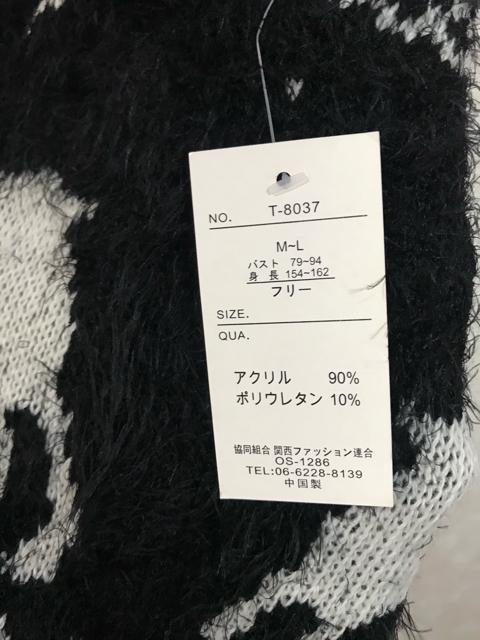 NO. T-8037
M~L
バスト 79~94
身 長 154~162
フリー
SIZE.
QUA.
アクリル 90%
ポリウレタン 10%
協同組合 関西ファッション連合
OS-1286
TEL:06-6228-8139
中国製